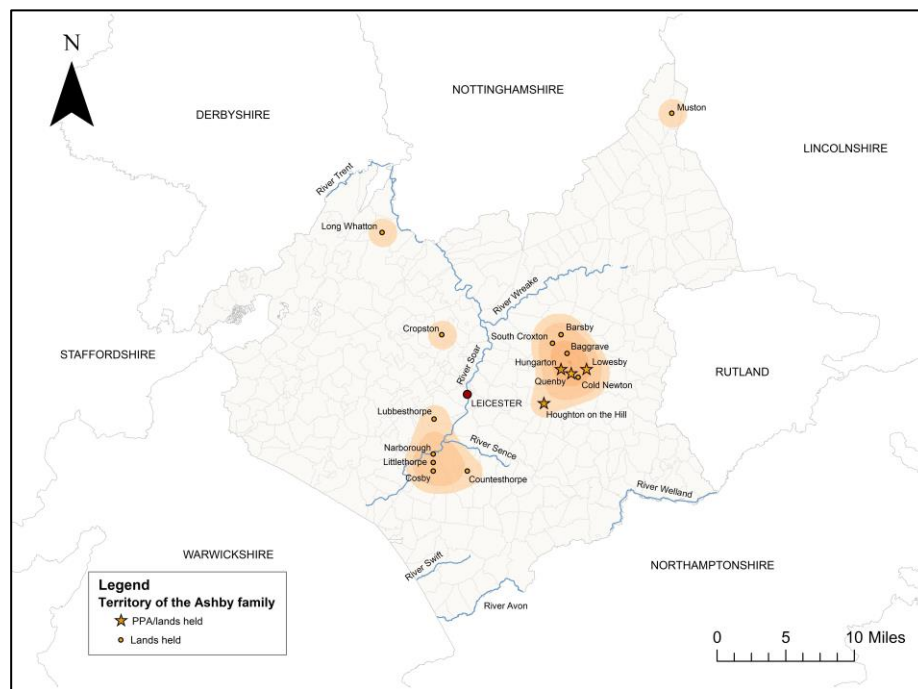 N
NOTTINGHAMSHIRE
DERBYSHIRE
Muston
LINCOLNSHIRE
River Trent
Long Whatton
River Wreake
Cropston
Barsby
South Croxton
Baggrave
STAFFORDSHIRE
River Soar
Hungarton
Lowesby
RUTLAND
Quenby
Cold Newton
LEICESTER
Houghton on the Hill
Lubbesthorpe
River Sence
Narborough
Littlethorpe
Cosby
Countesthorpe
River Welland
WARWICKSHIRE
NORTHAMPTONSHIRE
River Swift
River Avon
Legend
Territory of the Ashby family
PPA/lands held
Lands held
0 5 10 Miles